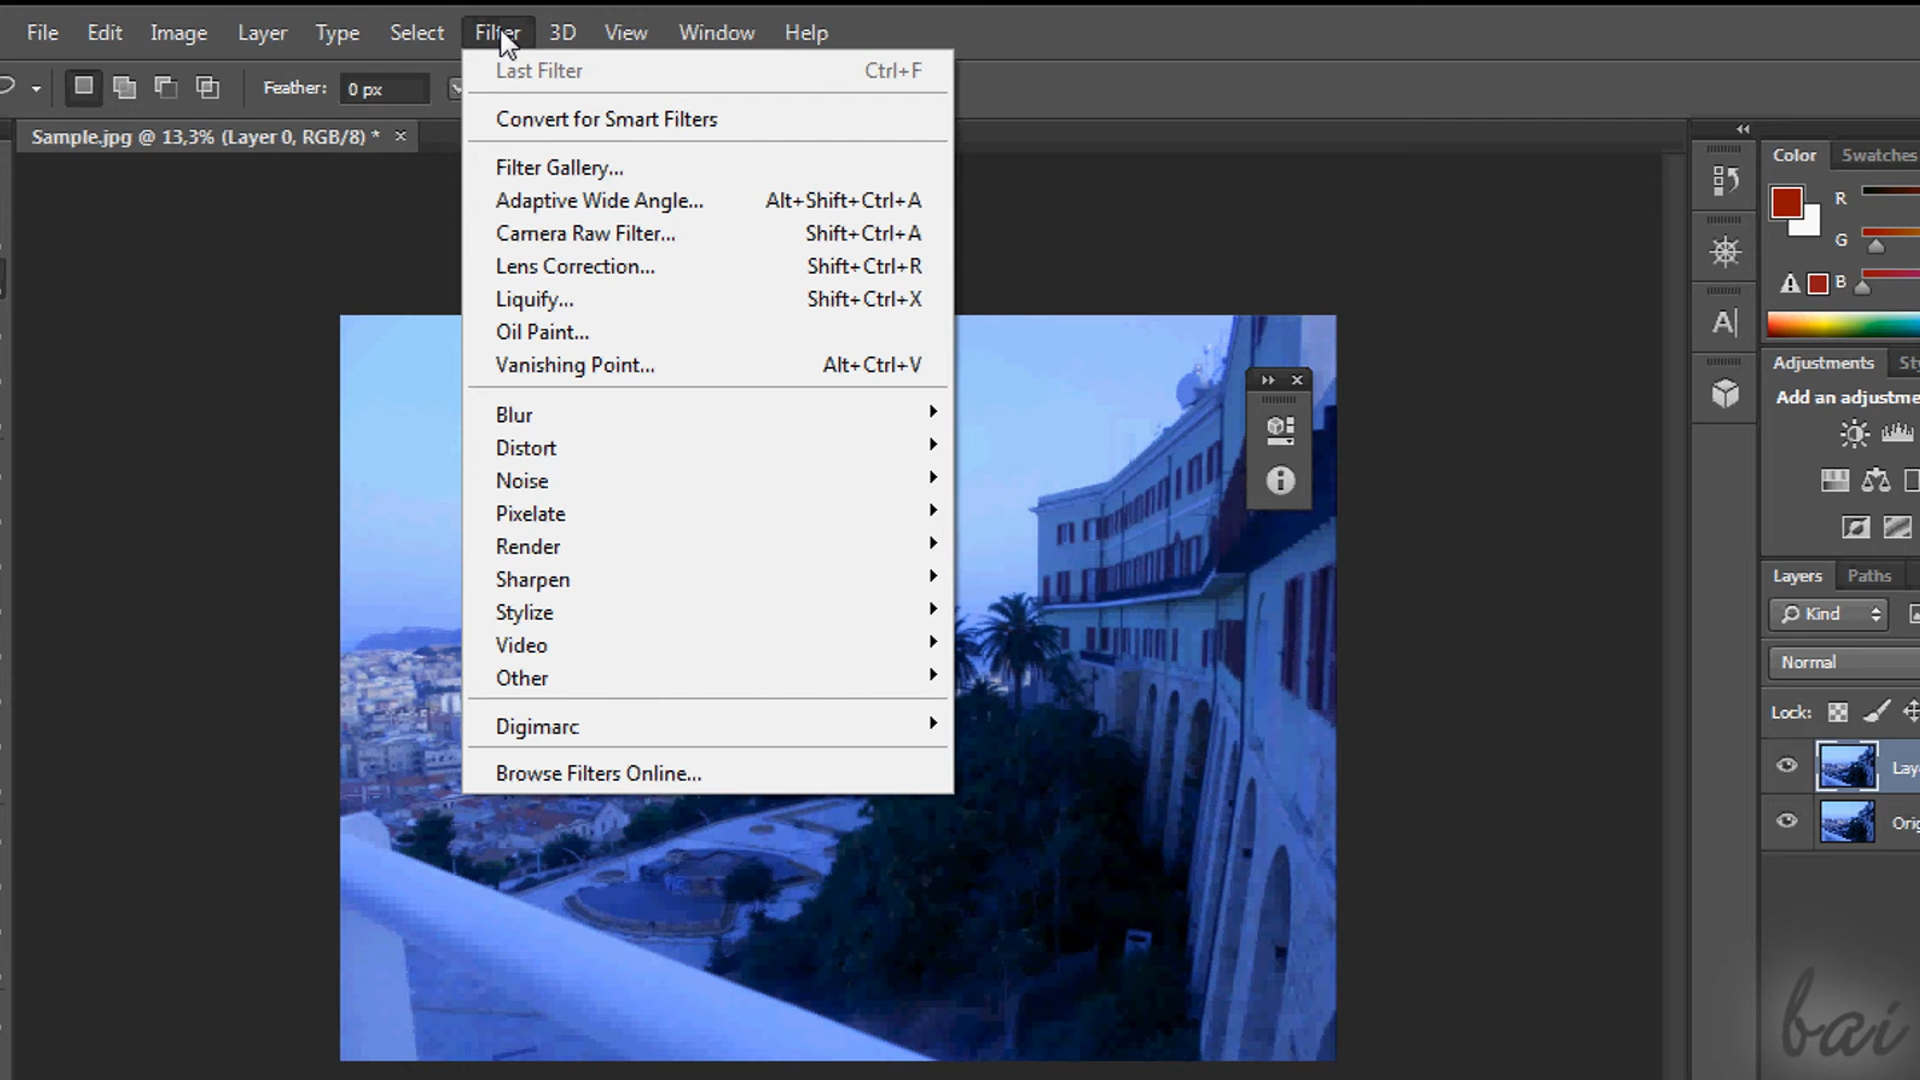 File Edit Image Layer Type Select Filter 3D View Window Help
Feather: 0 px
Sample.jpg @ 13,3% (Layer 0, RGB/8) * ×
Last Filter Ctrl+F
Convert for Smart Filters
Filter Gallery...
Adaptive Wide Angle... Alt+Shift+Ctrl+A
Camera Raw Filter... Shift+Ctrl+A
Lens Correction... Shift+Ctrl+R
Liquify... Shift+Ctrl+X
Oil Paint...
Vanishing Point... Alt+Ctrl+V
Blur
Distort
Noise
Pixelate
Render
Sharpen
Stylize
Video
Other
Digimarc
Browse Filters Online...
Color Swatches
R
G
B
A
Adjustments Sty
Add an adjustme
Layers Paths
Kind
Normal
Lock:
Lay
Orig
bai